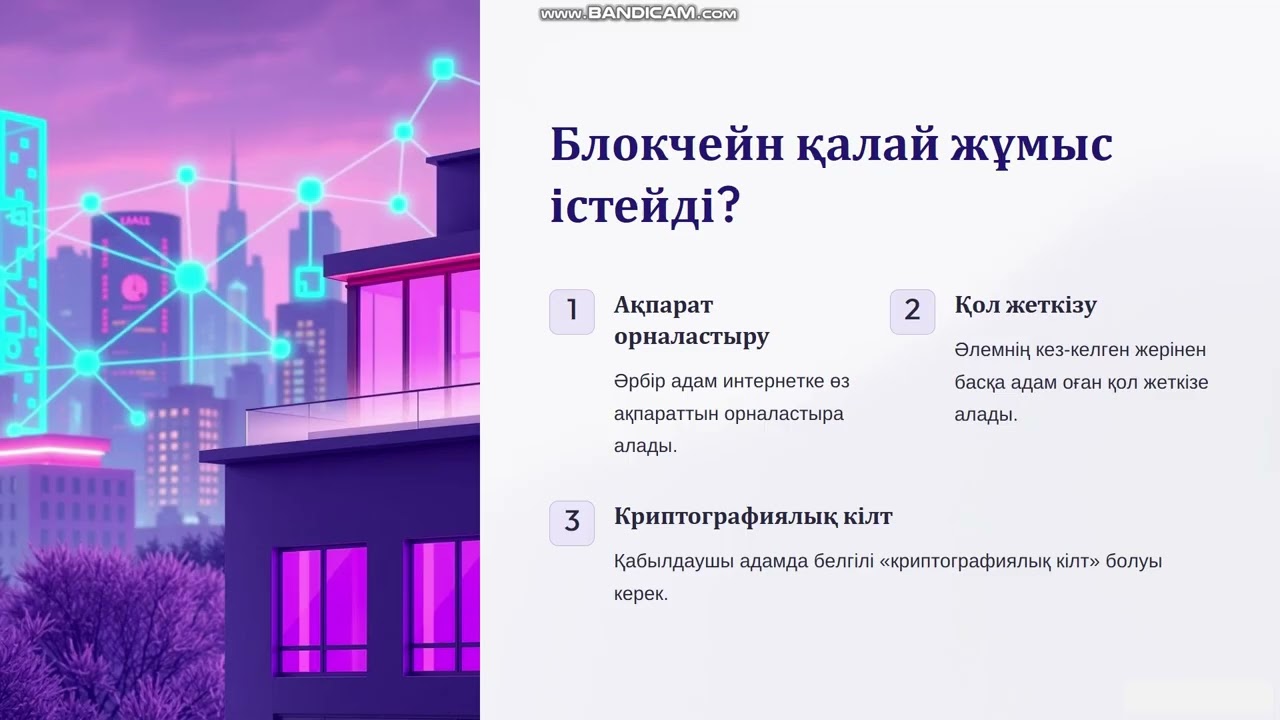 www.BANDICAM.com
Блокчейн қалай жұмыс
істейді?
1
Ақпарат
орналастыру
Әрбір адам интернетке өз
ақпараттын орналастыра
алады.
2
Қол жеткізу
Әлемнің кез-келген жерінен
басқа адам оған қол жеткізе
алады.
3
Криптографиялық кілт
Қабылдаушы адамда белгілі «криптографиялық кілт» болуы
керек.